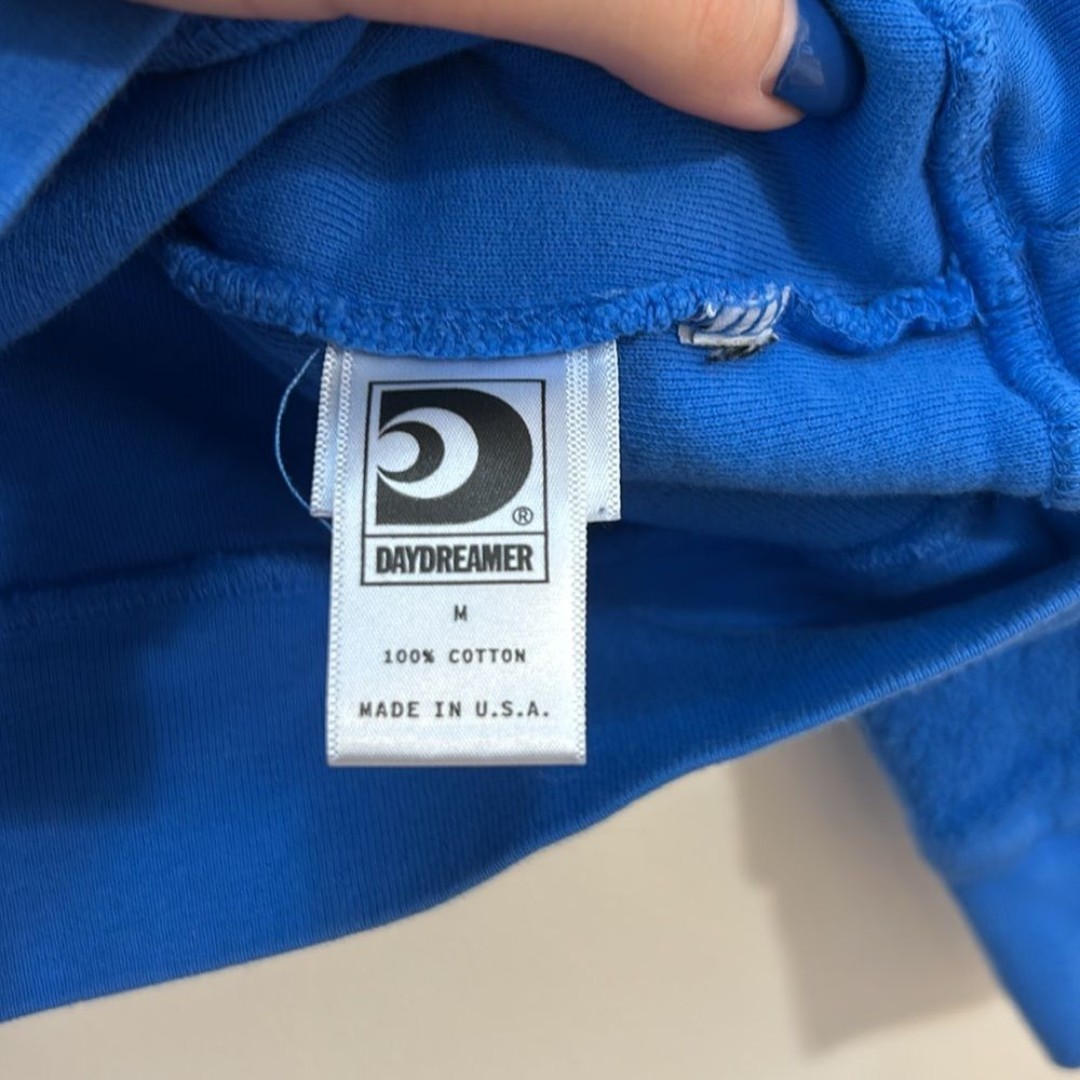 ®
DAYDREAMER
M
100% COTTON
MADE IN U.S.A.